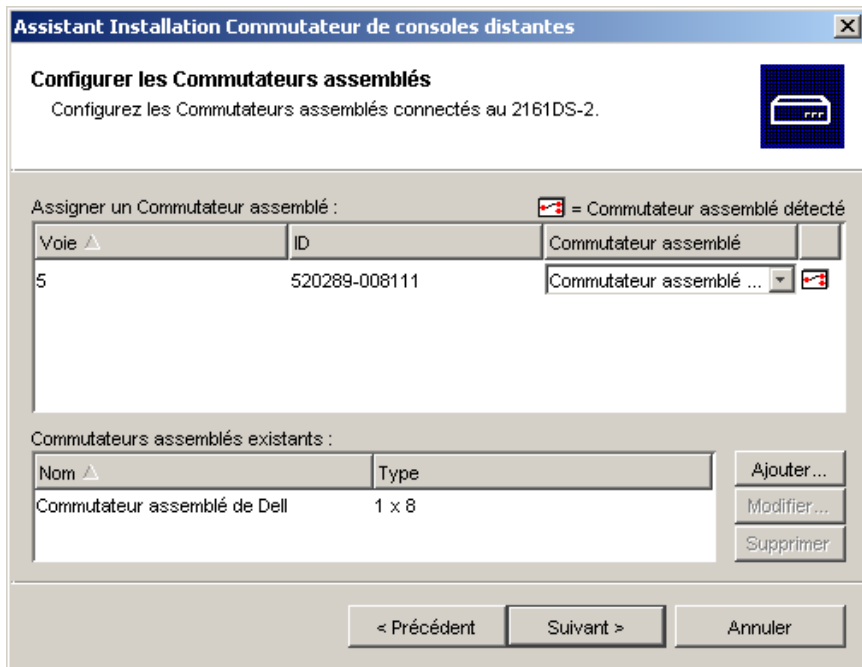 Assistant Installation Commutateur de consoles distantes
Configurer les Commutateurs assemblés
Configurez les Commutateurs assemblés connectés au 2161DS-2.
Assigner un Commutateur assemblé :
= Commutateur assemblé détecté
Voie ID Commutateur assemblé
5 520289-008111 Commutateur assemblé ...
Commutateurs assemblés existants :
Nom Type
Commutateur assemblé de Dell 1 x 8
Ajouter...
Modifier...
Supprimer
< Précédent Suivant > Annuler